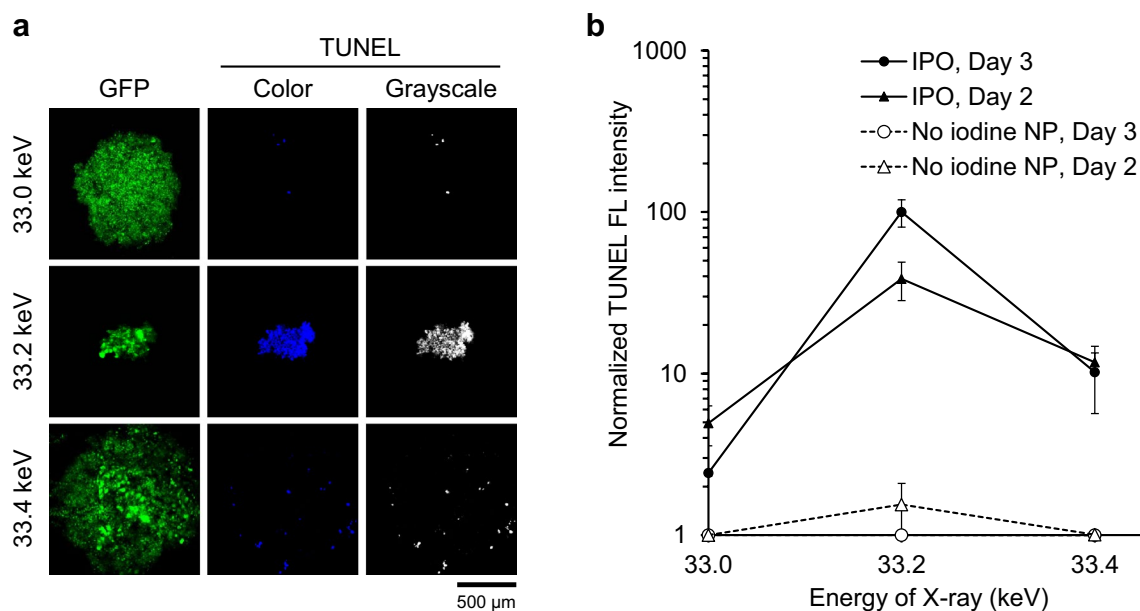 a
TUNEL
GFP
Color
Grayscale
33.0 keV
33.2 keV
33.4 keV
500 µm
b
Normalized TUNEL FL intensity
1000
100
10
1
IPO, Day 3
IPO, Day 2
No iodine NP, Day 3
No iodine NP, Day 2
33.0
33.2
33.4
Energy of X-ray (keV)